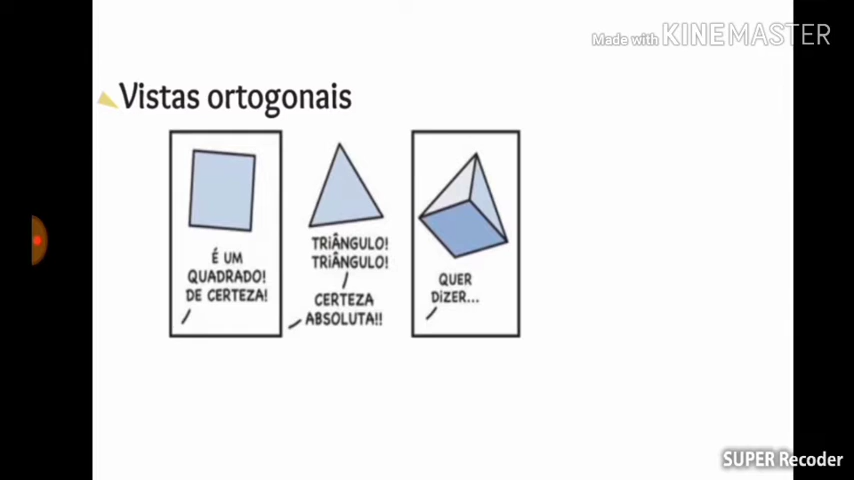 Made with KINEMASTER
Vistas ortogonais
É UM
QUADRADO!
DE CERTEZA!
TRIÂNGULO!
TRIÂNGULO!
CERTEZA
ABSOLUTA!!
QUER
DIZER...
SUPER Recoder